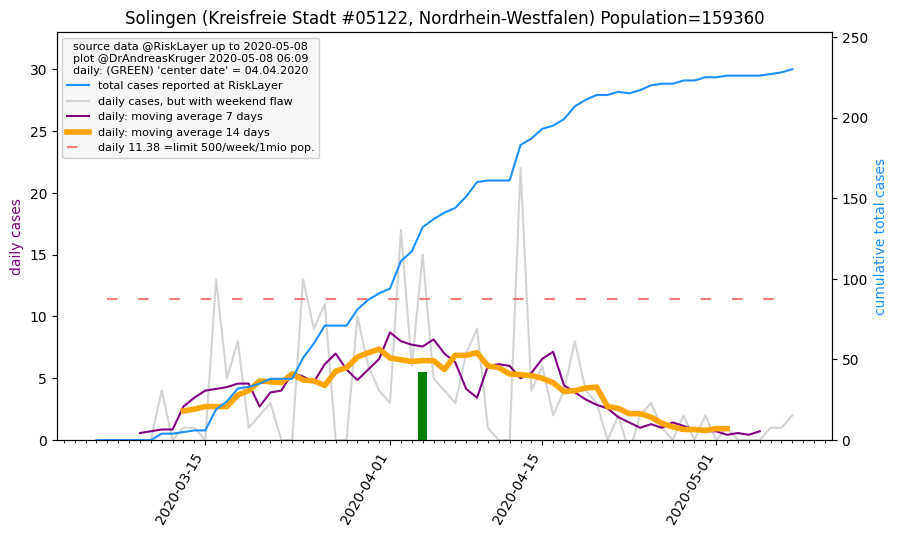 Solingen (Kreisfreie Stadt #05122, Nordrhein-Westfalen) Population=159360
source data @RiskLayer up to 2020-05-08
plot @DrAndreasKruger 2020-05-08 06:09
daily: (GREEN) 'center date' = 04.04.2020
total cases reported at RiskLayer
daily cases, but with weekend flaw
daily: moving average 7 days
daily: moving average 14 days
daily 11.38 =limit 500/week/1mio pop.
daily cases
30
25
20
15
10
5
0
250
200
150
100
50
0
cumulative total cases
2020-03-15
2020-04-01
2020-04-15
2020-05-01